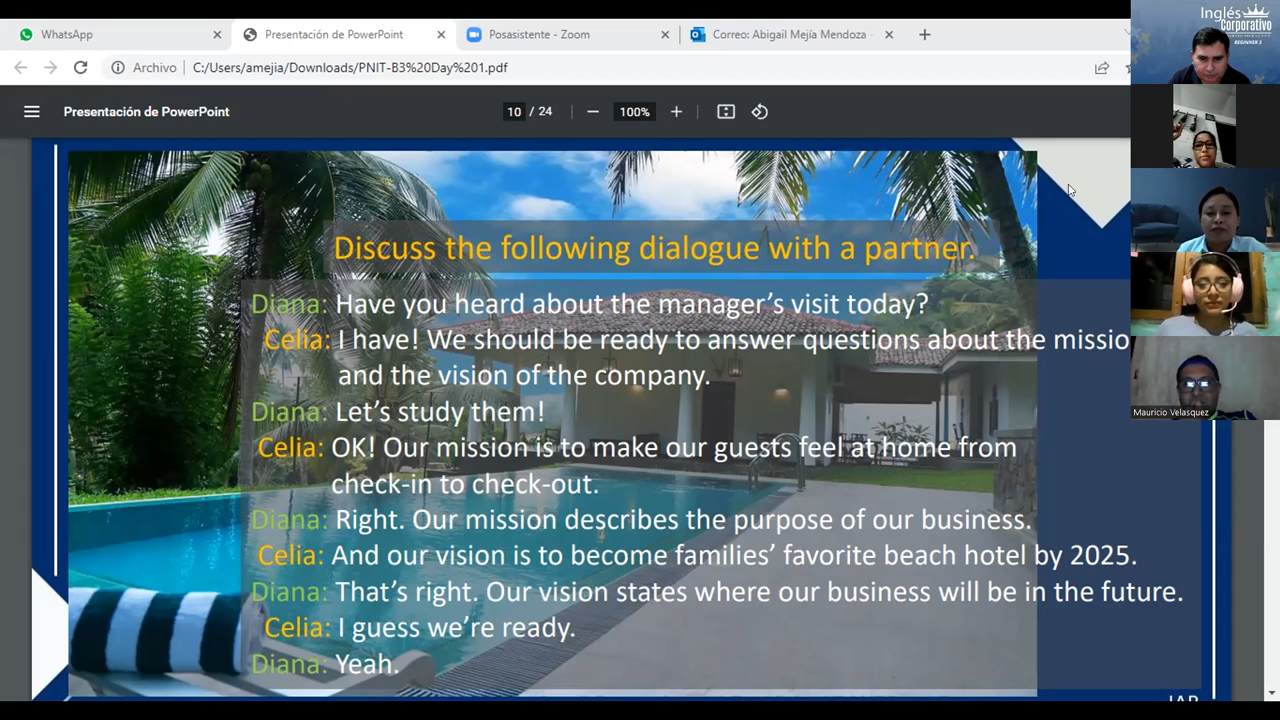 WhatsApp
Presentación de PowerPoint
Posasistente - Zoom
Correo: Abigail Mejía Mendoza -
Archivo
C:/Users/amejia/Downloads/PNIT-B3%20Day%201.pdf
Presentación de PowerPoint
10 / 24
100%
Inglés
Corporativo
BEGINNER 3
Discuss the following dialogue with a partner.
Diana: Have you heard about the manager's visit today?
Celia: I have! We should be ready to answer questions about the missio
and the vision of the company.
Diana: Let's study them!
Celia: OK! Our mission is to make our guests feel at home from
check-in to check-out.
Diana: Right. Our mission describes the purpose of our business.
Celia: And our vision is to become families' favorite beach hotel by 2025.
Diana: That's right. Our vision states where our business will be in the future.
Celia: I guess we're ready.
Diana: Yeah.
Mauricio Velasquez